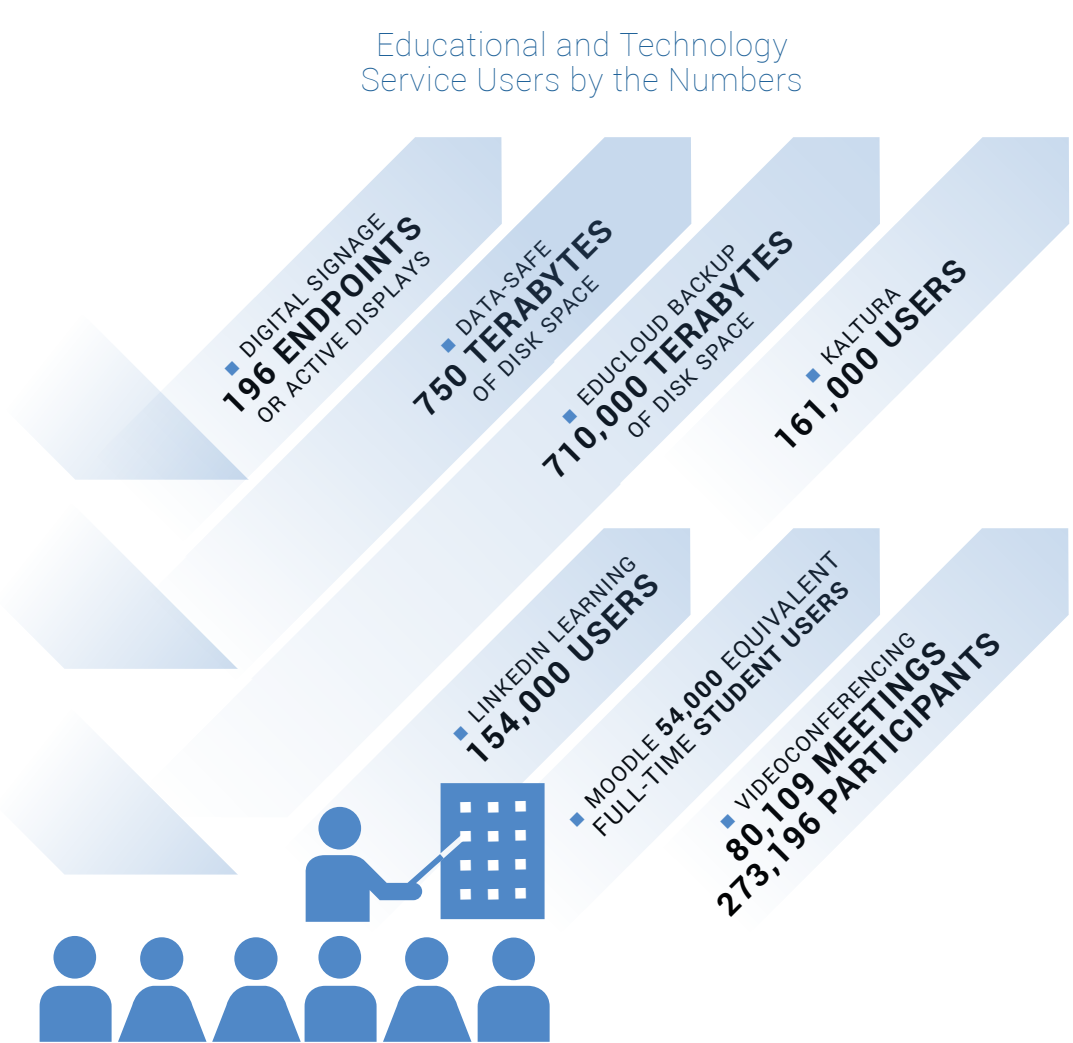 Educational and Technology
Service Users by the Numbers
DIGITAL SIGNAGE
196 ENDPOINTS
OR ACTIVE DISPLAYS
DATA-SAFE
750 TERABYTES
OF DISK SPACE
EDUCLOUD BACKUP
710,000 TERABYTES
OF DISK SPACE
KALTURA
161,000 USERS
LINKEDIN LEARNING
154,000 USERS
MOODLE 54,000 EQUIVALENT
FULL-TIME STUDENT USERS
VIDEOCONFERENCING
80,109 MEETINGS
273,196 PARTICIPANTS